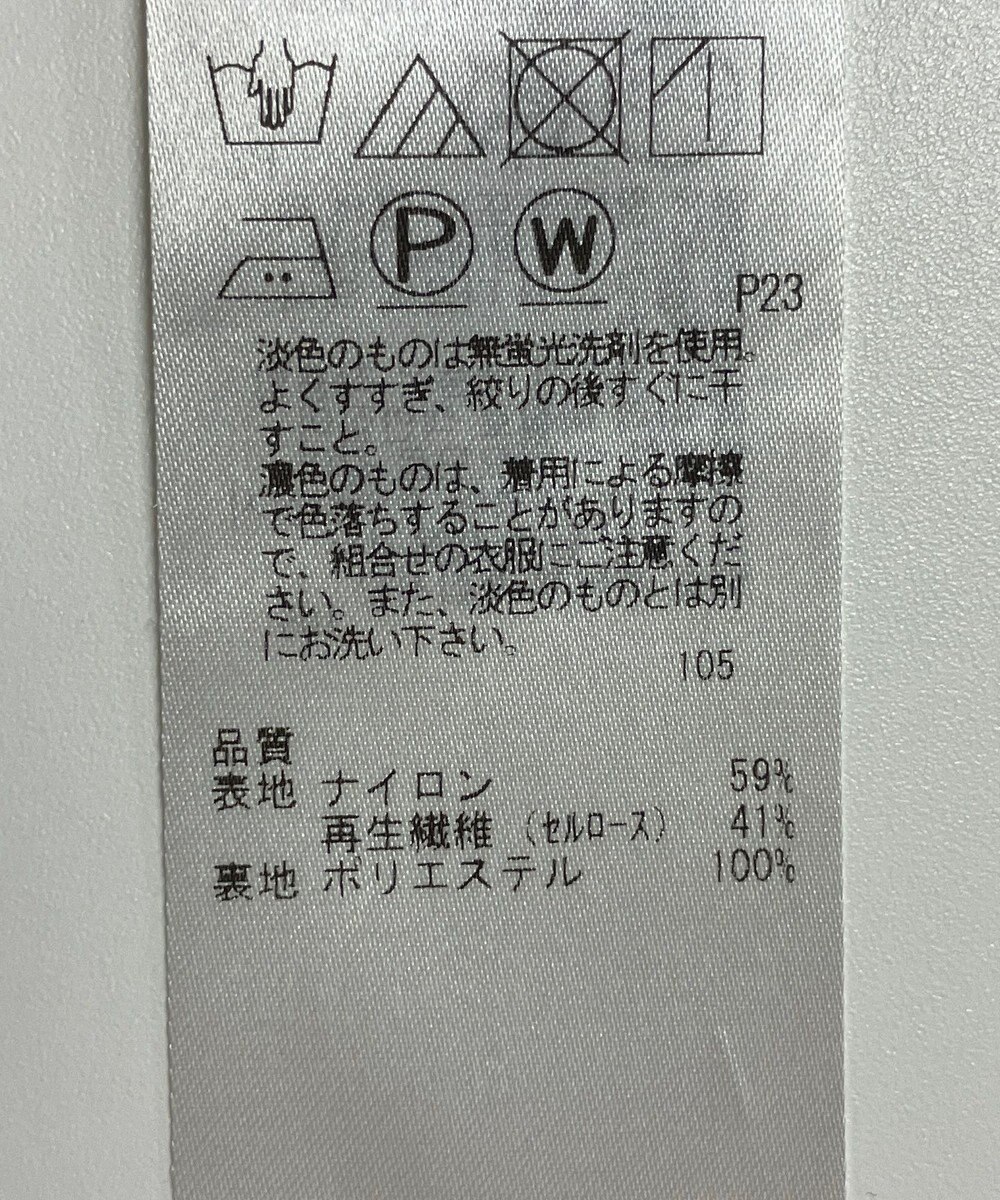 P W
P23
淡色のものは無蛍光洗剤を使用。
よくすすぎ、絞りの後すぐに干
すこと。
濃色のものは、着用による摩擦
で色落ちすることがありますの
で、組合せの衣服にご注意くだ
さい。また、淡色のものとは別
にお洗い下さい。
105
品質
表地 ナイロン 59%
再生繊維（セルロース） 41%
裏地 ポリエステル 100%